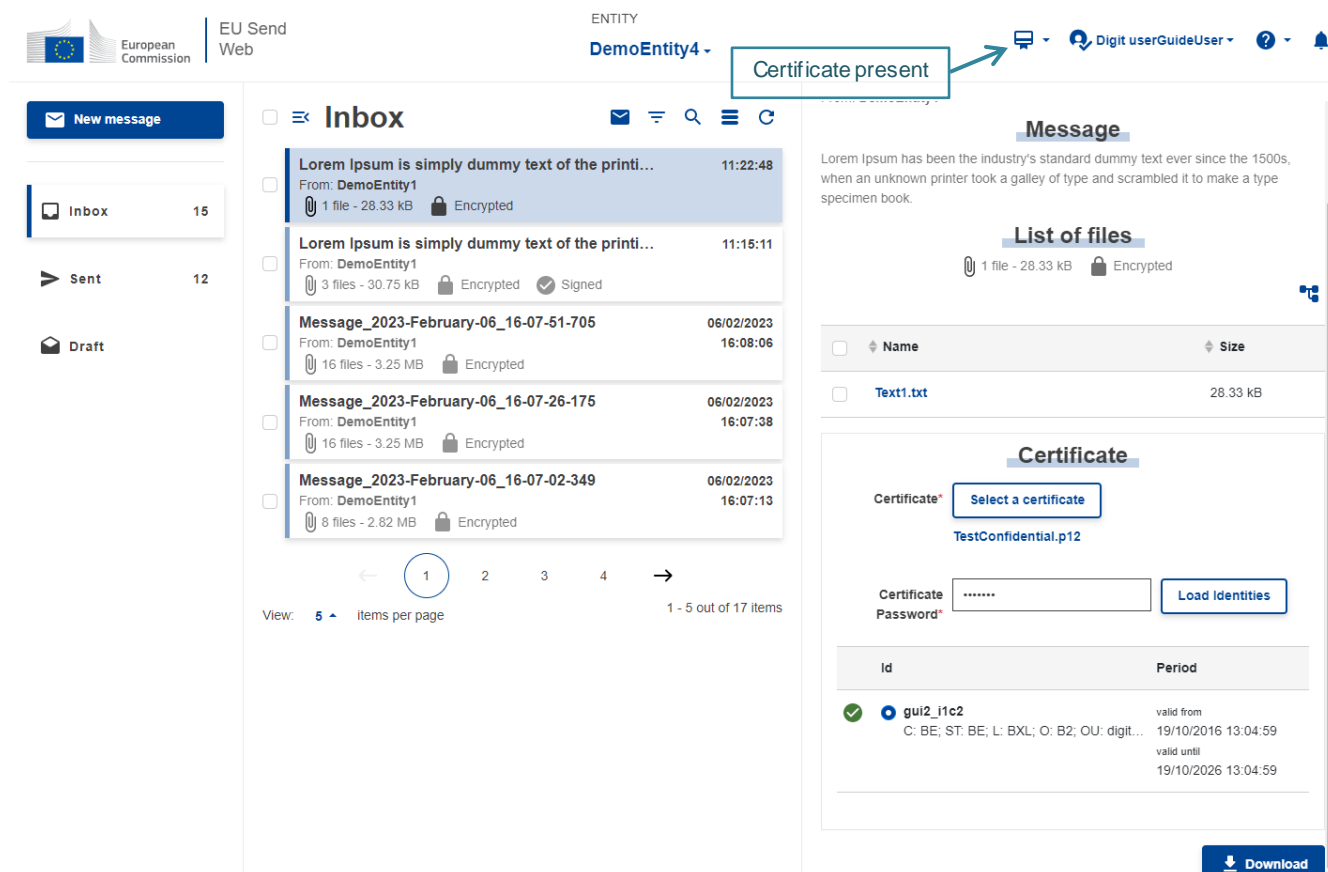 European
Commission
EU Send
Web
ENTITY
DemoEntity4
Certificate present
Digit userGuideUser
?
New message
Inbox 15
Sent 12
Draft
Inbox
Lorem Ipsum is simply dummy text of the printi... 11:22:48
From: DemoEntity1
1 file - 28.33 kB Encrypted
Lorem Ipsum is simply dummy text of the printi... 11:15:11
From: DemoEntity1
3 files - 30.75 kB Encrypted Signed
Message_2023-February-06_16-07-51-705 06/02/2023
From: DemoEntity1 16:08:06
16 files - 3.25 MB Encrypted
Message_2023-February-06_16-07-26-175 06/02/2023
From: DemoEntity1 16:07:38
16 files - 3.25 MB Encrypted
Message_2023-February-06_16-07-02-349 06/02/2023
From: DemoEntity1 16:07:13
8 files - 2.82 MB Encrypted
1 2 3 4
View: 5 items per page 1 - 5 out of 17 items
Message
Lorem Ipsum has been the industry's standard dummy text ever since the 1500s,
when an unknown printer took a galley of type and scrambled it to make a type
specimen book.
List of files
1 file - 28.33 kB Encrypted
Name Size
Text1.txt 28.33 kB
Certificate
Certificate* Select a certificate
TestConfidential.p12
Certificate
Password* ••••••• Load Identities
Id Period
gui2_i1c2 valid from
C: BE; ST: BE; L: BXL; O: B2; OU: digit... 19/10/2016 13:04:59
valid until
19/10/2026 13:04:59
Download